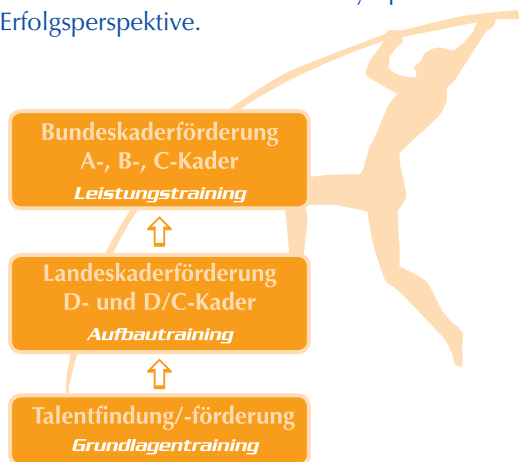 Erfolgsperspektive.
Bundeskaderförderung
A-, B-, C-Kader
Leistungstraining
Landeskaderförderung
D- und D/C-Kader
Aufbautraining
Talentfindung/-förderung
Grundlagentraining